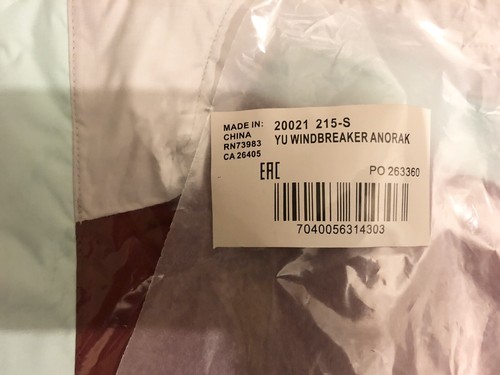 MADE IN:
CHINA
RN73983
CA 26405
20021 215-S
YU WINDBREAKER ANORAK
EAC
PO 263360
7040056314303